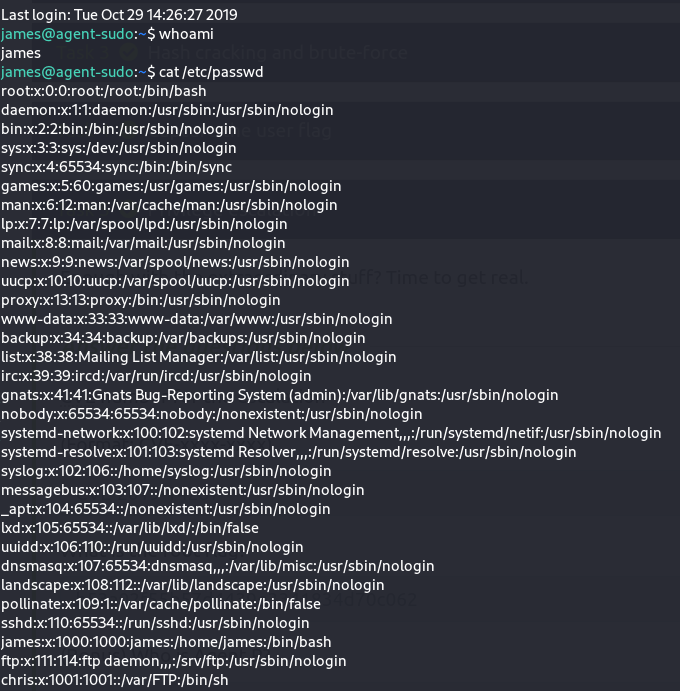 Last login: Tue Oct 29 14:26:27 2019
james@agent-sudo:~$ whoami
james
james@agent-sudo:~$ cat /etc/passwd
root:x:0:0:root:/root:/bin/bash
daemon:x:1:1:daemon:/usr/sbin:/usr/sbin/nologin
bin:x:2:2:bin:/bin:/usr/sbin/nologin
sys:x:3:3:sys:/dev:/usr/sbin/nologin
sync:x:4:65534:sync:/bin:/bin/sync
games:x:5:60:games:/usr/games:/usr/sbin/nologin
man:x:6:12:man:/var/cache/man:/usr/sbin/nologin
lp:x:7:7:lp:/var/spool/lpd:/usr/sbin/nologin
mail:x:8:8:mail:/var/mail:/usr/sbin/nologin
news:x:9:9:news:/var/spool/news:/usr/sbin/nologin
uucp:x:10:10:uucp:/var/spool/uucp:/usr/sbin/nologin
proxy:x:13:13:proxy:/bin:/usr/sbin/nologin
www-data:x:33:33:www-data:/var/www:/usr/sbin/nologin
backup:x:34:34:backup:/var/backups:/usr/sbin/nologin
list:x:38:38:Mailing List Manager:/var/list:/usr/sbin/nologin
irc:x:39:39:ircd:/var/run/ircd:/usr/sbin/nologin
gnats:x:41:41:Gnats Bug-Reporting System (admin):/var/lib/gnats:/usr/sbin/nologin
nobody:x:65534:65534:nobody:/nonexistent:/usr/sbin/nologin
systemd-network:x:100:102:systemd Network Management,,,:/run/systemd/netif:/usr/sbin/nologin
systemd-resolve:x:101:103:systemd Resolver,,,:/run/systemd/resolve:/usr/sbin/nologin
syslog:x:102:106::/home/syslog:/usr/sbin/nologin
messagebus:x:103:107::/nonexistent:/usr/sbin/nologin
_apt:x:104:65534::/nonexistent:/usr/sbin/nologin
lxd:x:105:65534::/var/lib/lxd/:/bin/false
uuidd:x:106:110::/run/uuidd:/usr/sbin/nologin
dnsmasq:x:107:65534:dnsmasq,,,:/var/lib/misc:/usr/sbin/nologin
landscape:x:108:112::/var/lib/landscape:/usr/sbin/nologin
pollinate:x:109:1::/var/cache/pollinate:/bin/false
sshd:x:110:65534::/run/sshd:/usr/sbin/nologin
james:x:1000:1000:james:/home/james:/bin/bash
ftp:x:111:114:ftp daemon,,,:/srv/ftp:/usr/sbin/nologin
chris:x:1001:1001::/var/FTP:/bin/sh
Hash cracking and brute-force
user flag
uff? Time to get real.